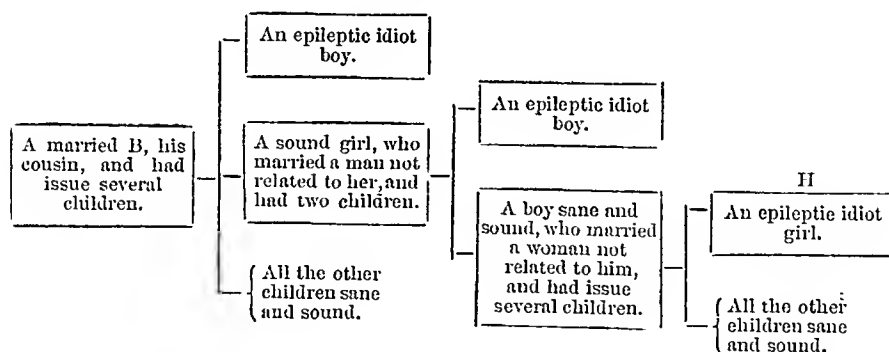 An epileptic idiot
boy.
A married B, his
cousin, and had
issue several
children.
A sound girl, who
married a man not
related to her, and
had two children.
All the other
children sane
and sound.
An epileptic idiot
boy.
A boy sane and
sound, who married
a woman not
related to him,
and had issue
several children.
H
An epileptic idiot
girl.
All the other
children sane
and sound.